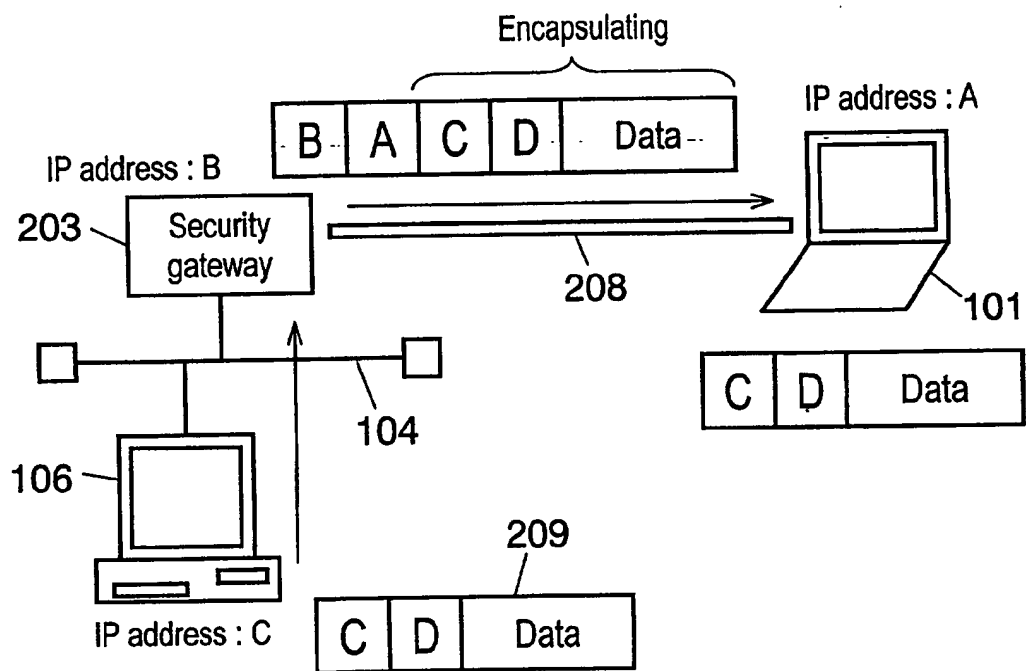 Encapsulating
IP address : A
B A C D Data
IP address : B
203
Security
gateway
208
101
C D Data
104
106
209
C D Data
IP address : C